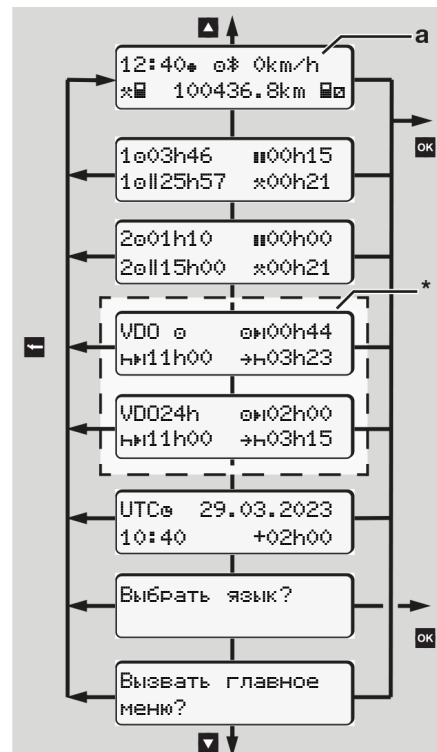 a
12:40● ⊙✱ 0km/h
100436.8km
OK
1⊙03h46 ▮▮00h15
1⊙‖25h57 ⚒00h21
2⊙01h10 ▮▮00h00
2⊙‖15h00 ⚒00h21
*
VDO ⊙ ⊙▶00h44
11h00 03h23
VDO24h ⊙▶02h00
11h00 03h15
UTC 29.03.2023
10:40 +02h00
Выбрать язык?
OK
Вызвать главное
меню?